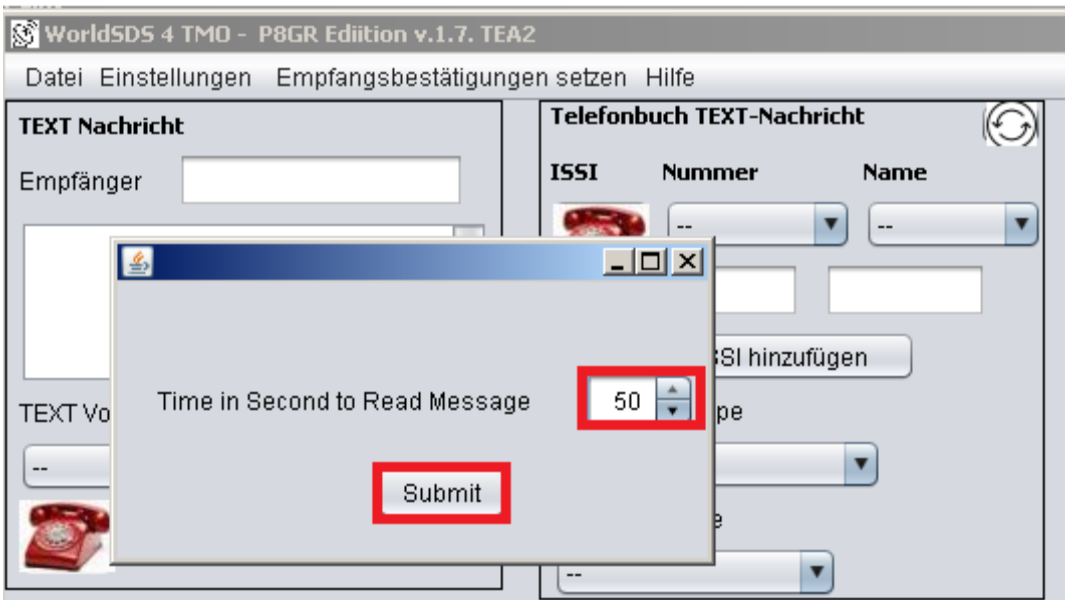 WorldSDS 4 TMO - P8GR Ediition v.1.7. TEA2
Datei Einstellungen Empfangsbestätigungen setzen Hilfe
TEXT Nachricht
Empfänger
TEXT Vo
--
Telefonbuch TEXT-Nachricht
ISSI Nummer Name
-- --
SSI hinzufügen
pe
--
Time in Second to Read Message 50
Submit